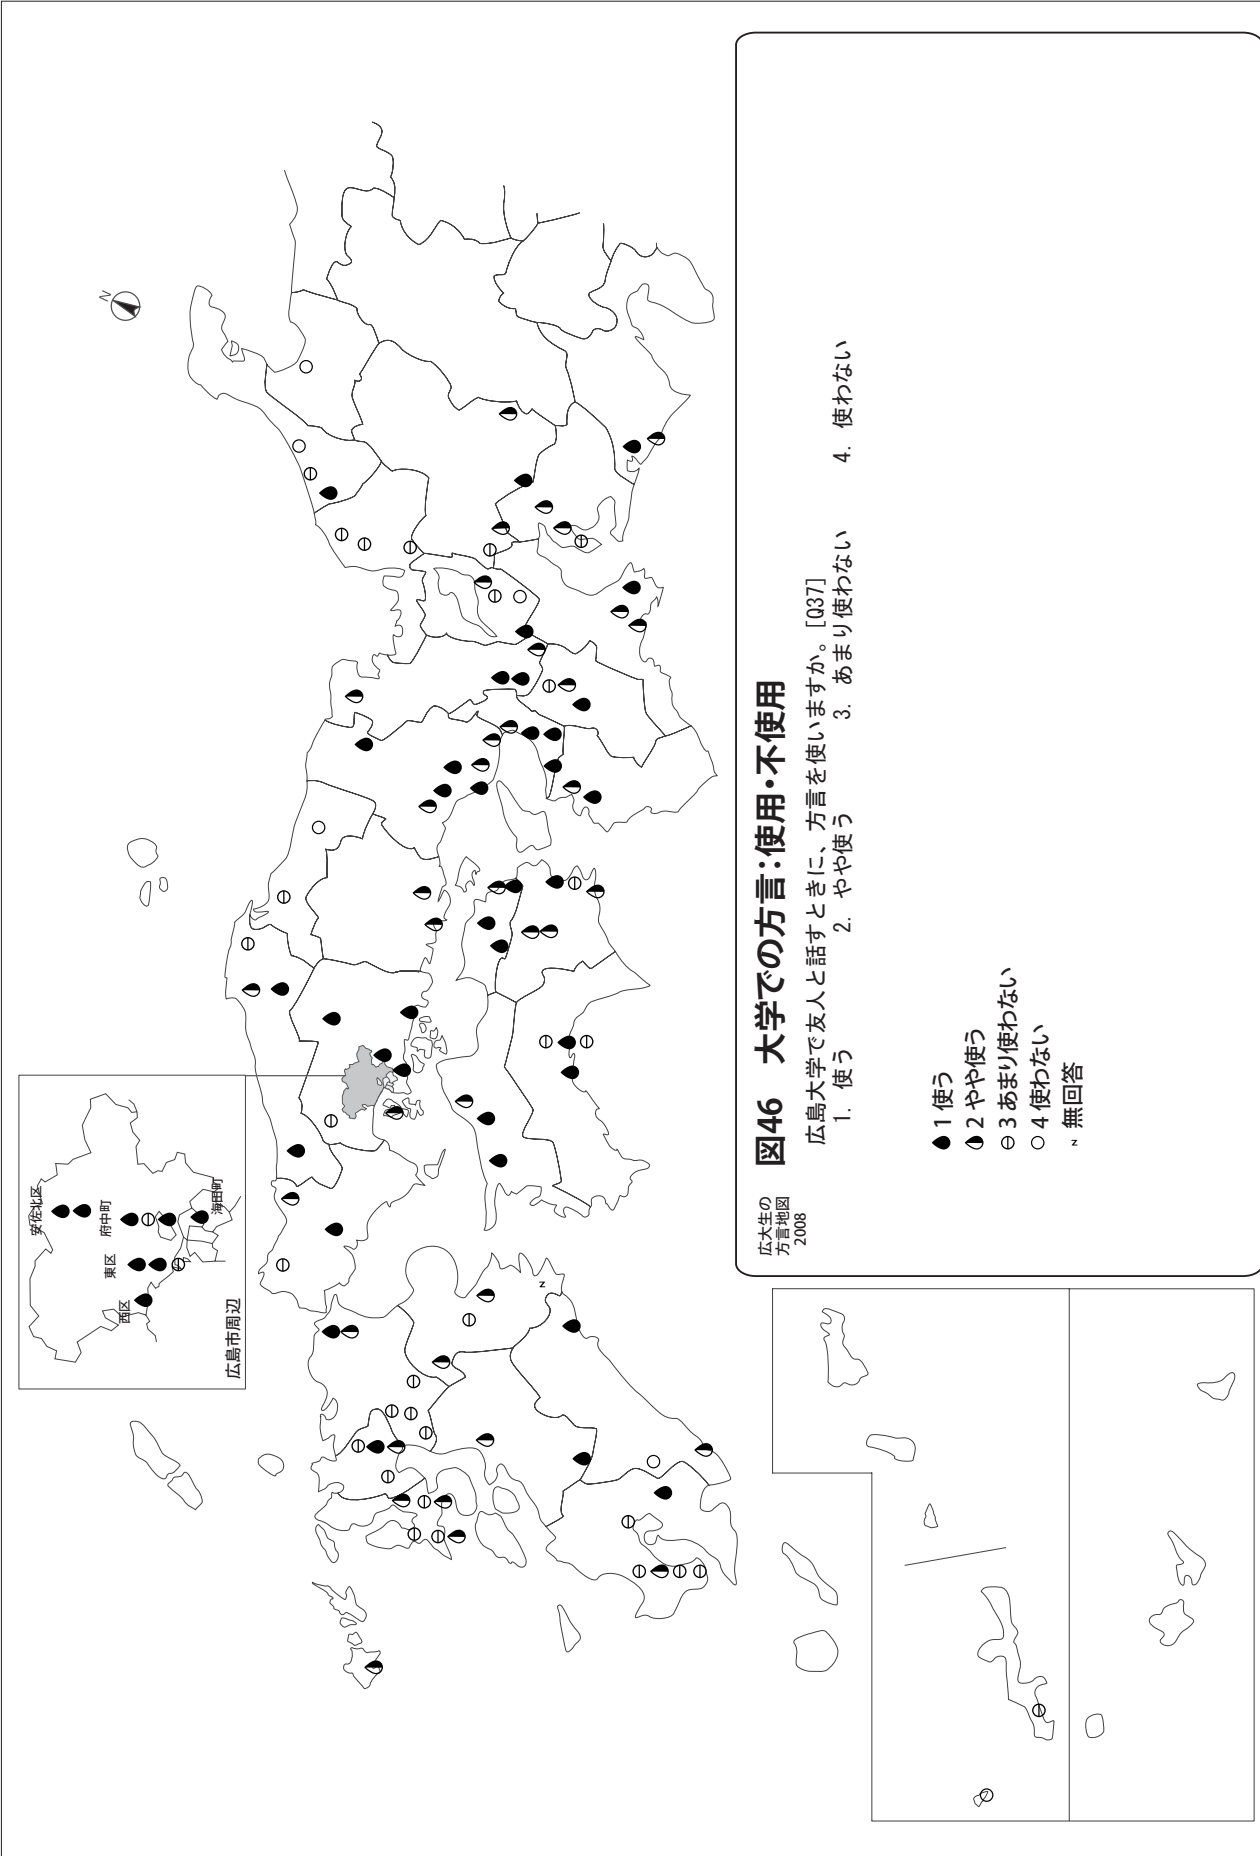 N
安佐北区
府中町
海田町
東区
西区
広島市周辺
N
広大生の
方言地図
2008
図46 大学での方言：使用・不使用
広島大学で友人と話すときに、方言を使いますか。[Q37]
1. 使う 2. やや使う 3. あまり使わない 4. 使わない
1 使う
2 やや使う
3 あまり使わない
4 使わない
N 無回答